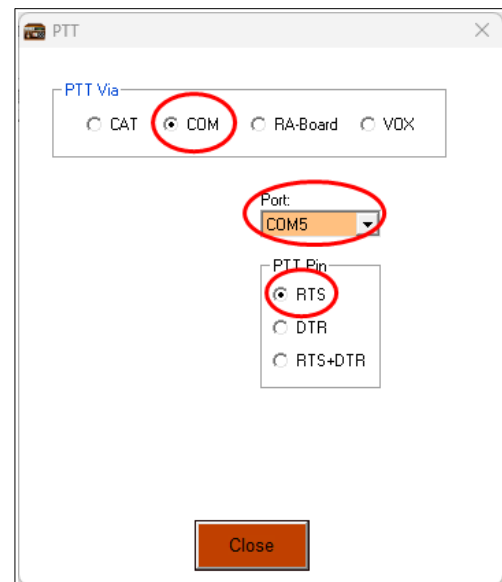 PTT
PTT Via
CAT COM RA-Board VOX
Port:
COM5
PTT Pin
RTS
DTR
RTS+DTR
Close